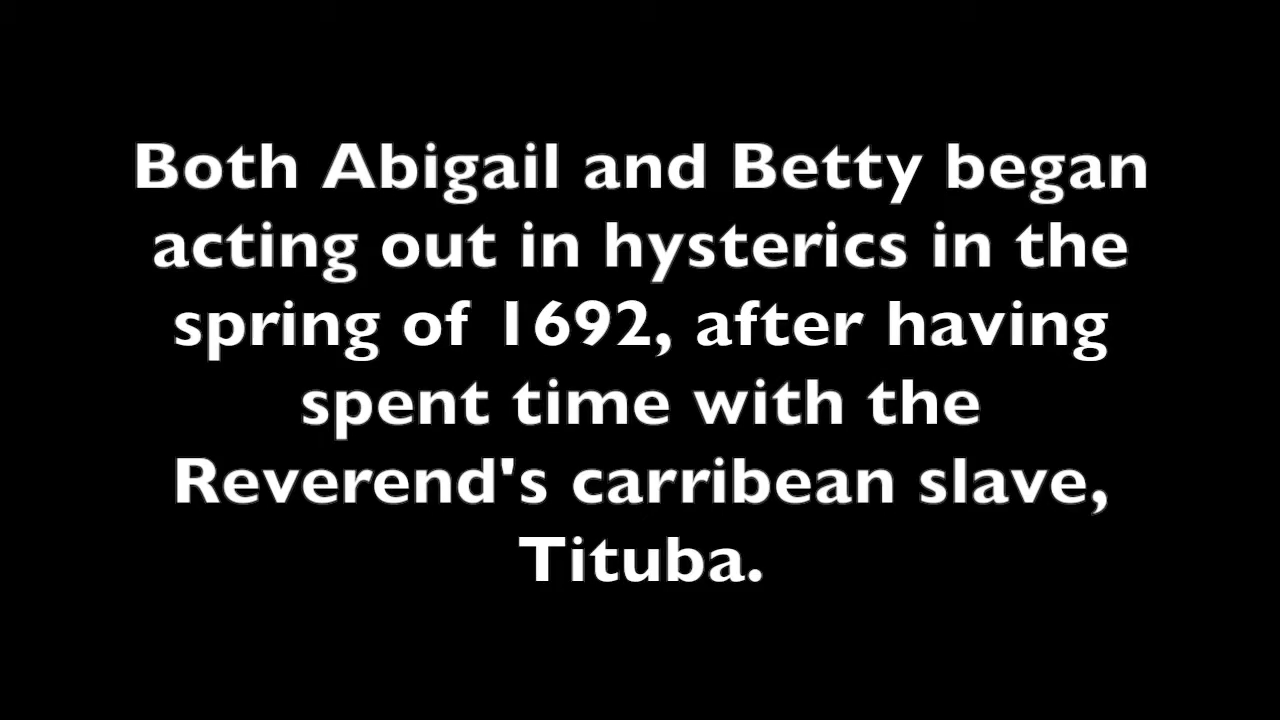 Both Abigail and Betty began
acting out in hysterics in the
spring of 1692, after having
spent time with the
Reverend's carribean slave,
Tituba.